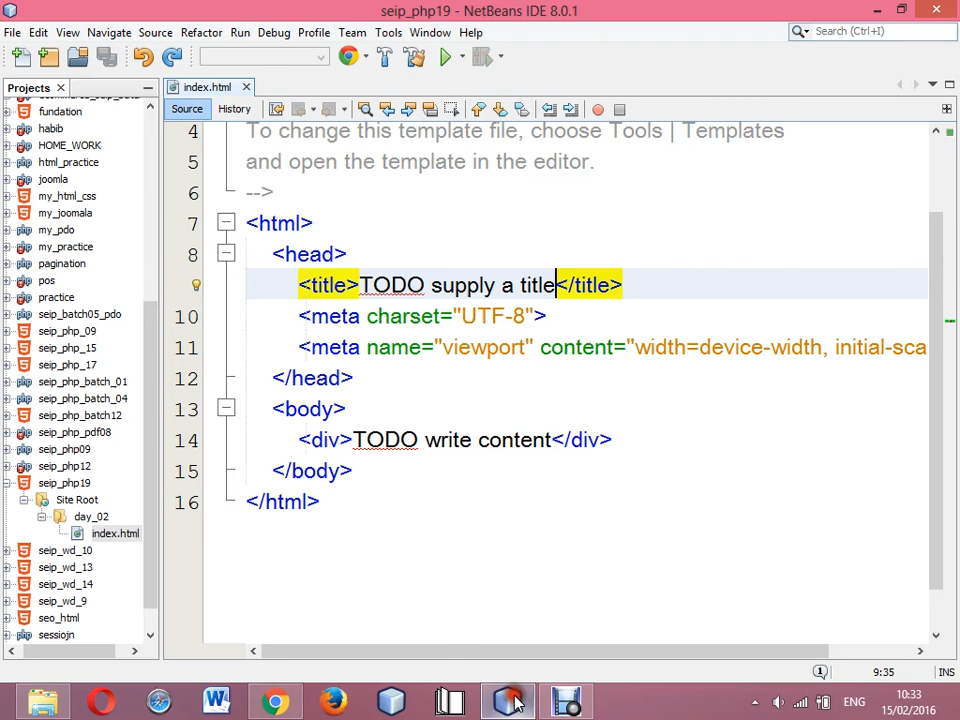 seip_php19 - NetBeans IDE 8.0.1
File Edit View Navigate Source Refactor Run Debug Profile Team Tools Window Help
Search (Ctrl+I)
Projects
index.html
fundation
habib
HOME_WORK
html_practice
joomla
my_html_css
my_joomala
my_pdo
my_practice
pagination
pos
practice
seip_batch05_pdo
seip_php_09
seip_php_15
seip_php_17
seip_php_batch_01
seip_php_batch_04
seip_php_batch12
seip_php_pdf08
seip_php09
seip_php12
seip_php19
Site Root
day_02
index.html
seip_wd_10
seip_wd_13
seip_wd_14
seip_wd_9
seo_html
sessiojn
Source History
4 To change this template file, choose Tools | Templates
5 and open the template in the editor.
6 -->
7 <html>
8 <head>
<title>TODO supply a title</title>
10 <meta charset="UTF-8">
11 <meta name="viewport" content="width=device-width, initial-sca
12 </head>
13 <body>
14 <div>TODO write content</div>
15 </body>
16 </html>
1 9:35 INS
ENG
10:33
15/02/2016